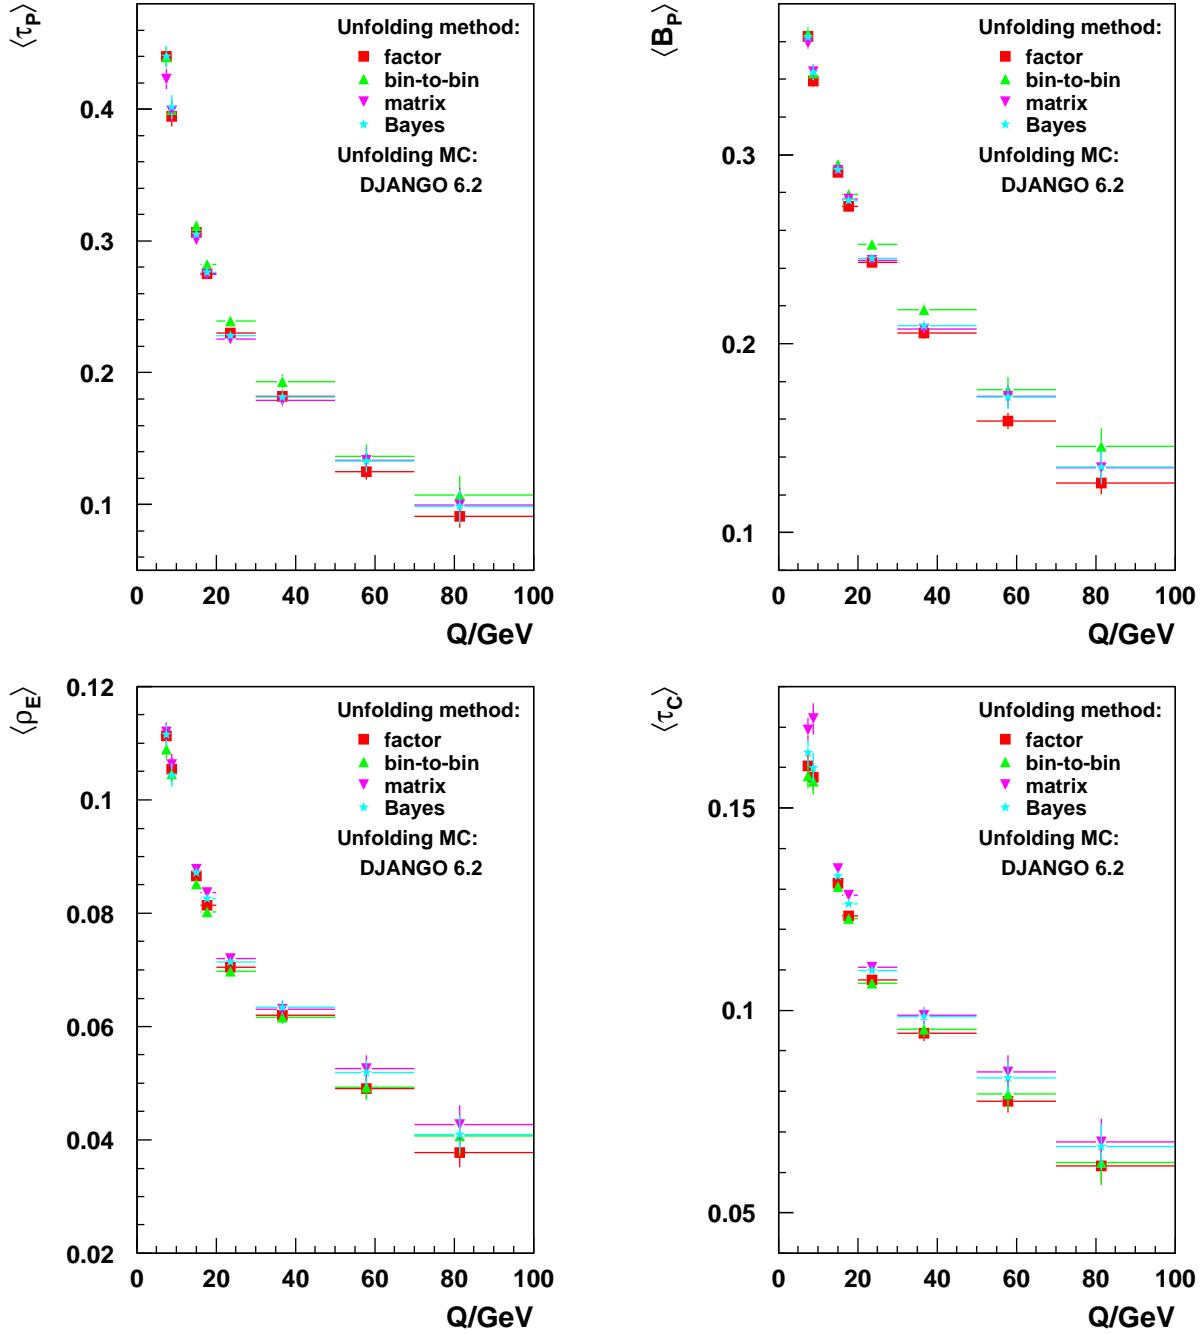 ⟨τP⟩
Unfolding method:
factor
bin-to-bin
matrix
Bayes
Unfolding MC:
DJANGO 6.2
0.4
0.3
0.2
0.1
0 20 40 60 80 100
Q/GeV
⟨BP⟩
Unfolding method:
factor
bin-to-bin
matrix
Bayes
Unfolding MC:
DJANGO 6.2
0.3
0.2
0.1
0 20 40 60 80 100
Q/GeV
⟨ρE⟩
Unfolding method:
factor
bin-to-bin
matrix
Bayes
Unfolding MC:
DJANGO 6.2
0.12
0.1
0.08
0.06
0.04
0.02
0 20 40 60 80 100
Q/GeV
⟨τC⟩
Unfolding method:
factor
bin-to-bin
matrix
Bayes
Unfolding MC:
DJANGO 6.2
0.15
0.1
0.05
0 20 40 60 80 100
Q/GeV